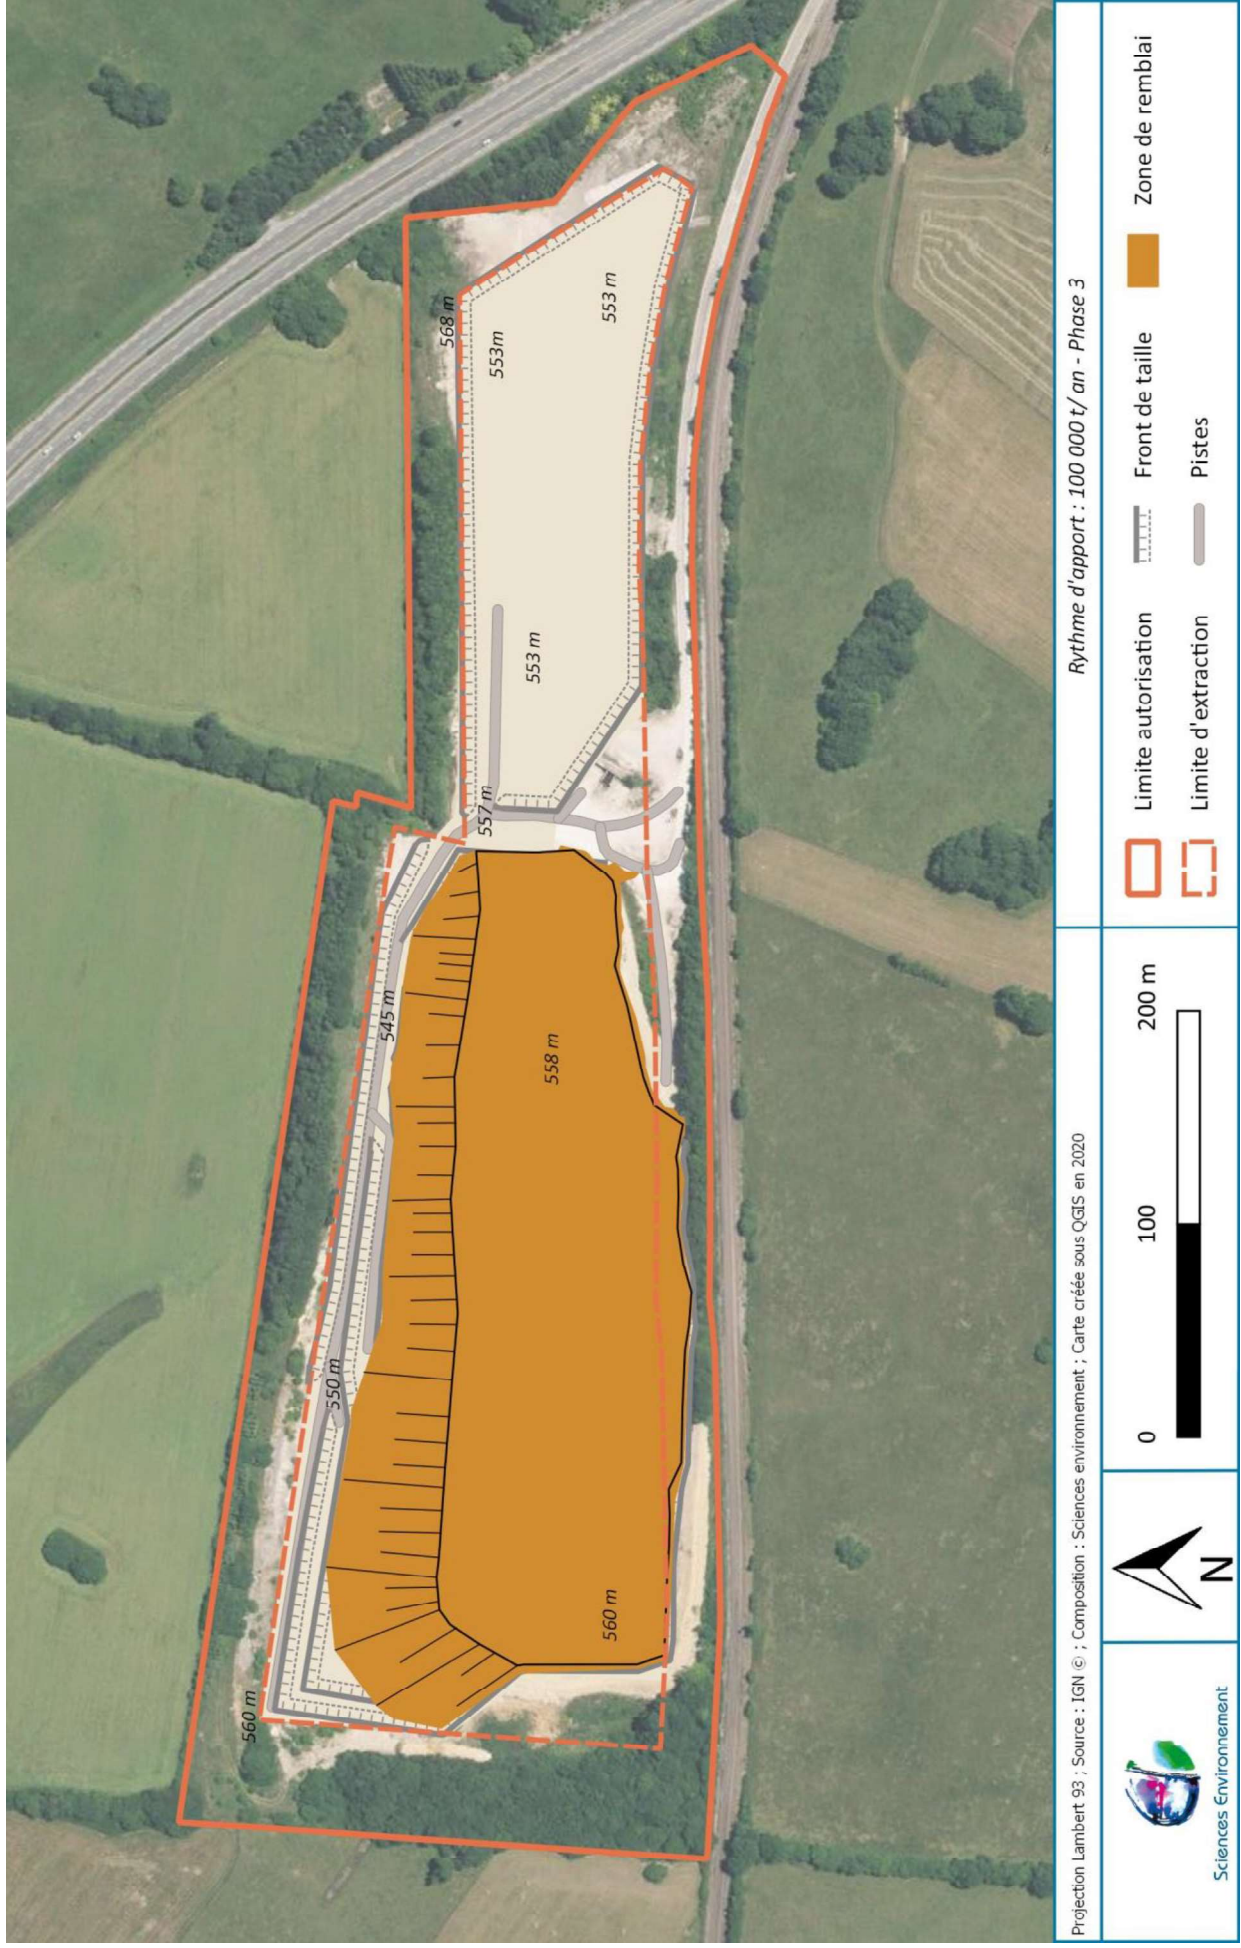 560 m
550 m
545 m
568 m
553m
553 m
557 m
553 m
558 m
560 m
Projection Lambert 93 ; Source : IGN © ; Composition : Sciences environnement ; Carte créée sous QGIS en 2020
Rythme d'apport : 100 000 t/ an - Phase 3
Sciences Environnement
N
0 100 200 m
Limite autorisation
Front de taille
Zone de remblai
Limite d'extraction
Pistes